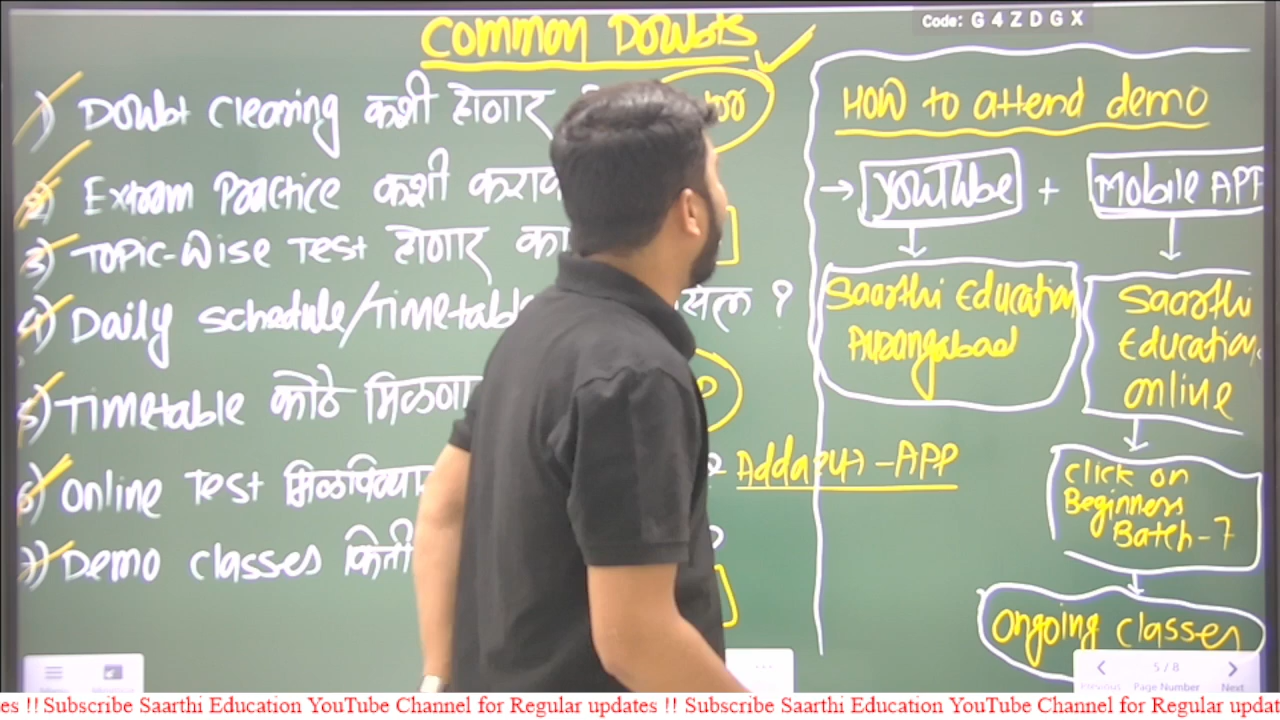 Common Doubts
Code: G 4 Z D G X
1) Doubt clearing कशी होणार
2) Exam Practice कशी कराव
3) Topic-Wise Test होणार का
4) Daily schedule/Timetable सेल ?
5) Timetable कोठे मिळणा
6) Online Test
- Adda247 - APP
7) Demo classes किती
HOW to attend demo
→ YouTube + Mobile APP
Saarthi Education
Aurangabad
Saarthi
Education
online
click on
Beginners
Batch - 7
Ongoing classes
5 / 8
Previous Page Number Next
es !! Subscribe Saarthi Education YouTube Channel for Regular updates !! Subscribe Saarthi Education YouTube Channel for Regular updat